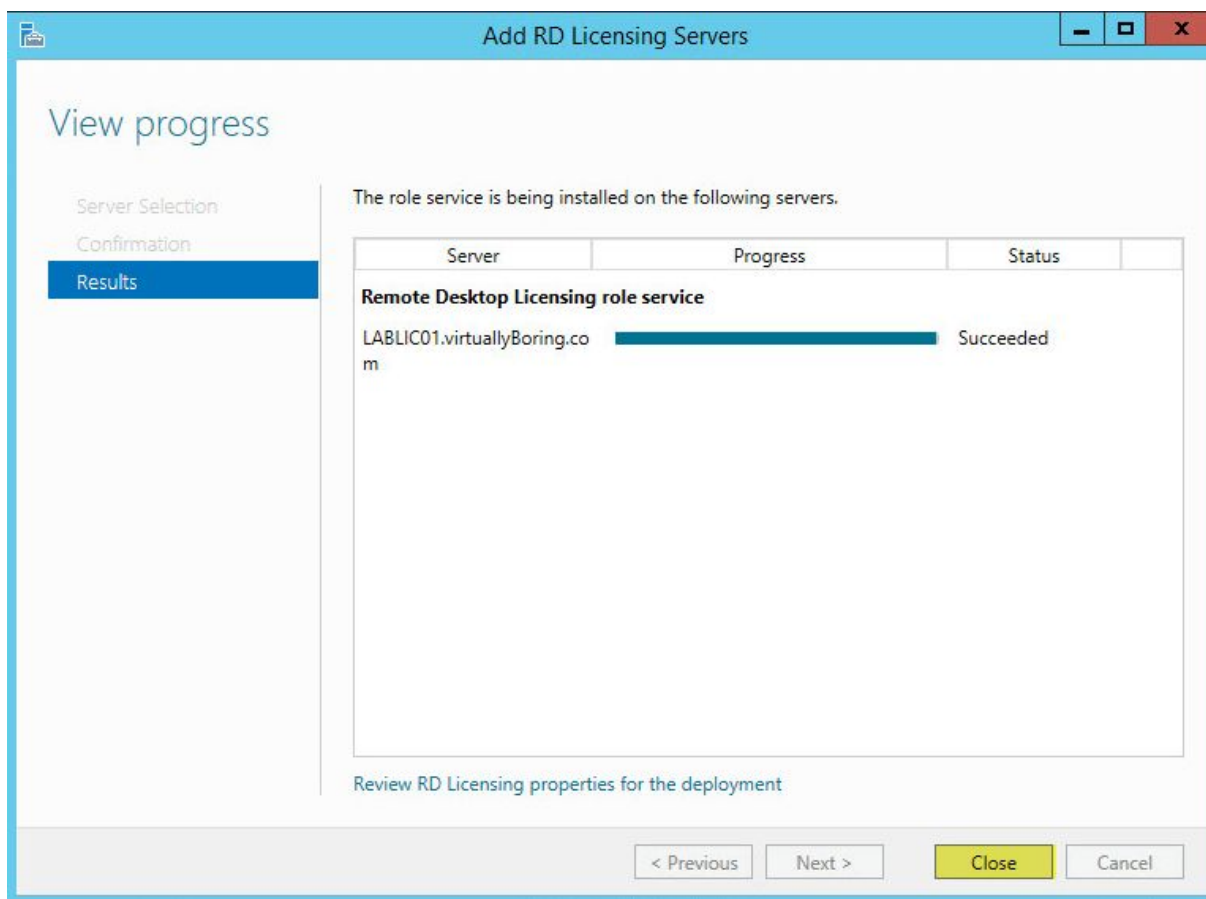 Add RD Licensing Servers
x
View progress
Server Selection
Confirmation
Results
The role service is being installed on the following servers.
Server Progress Status
Remote Desktop Licensing role service
LABLIC01.virtuallyBoring.co Succeeded
m
Review RD Licensing properties for the deployment
< Previous Next > Close Cancel